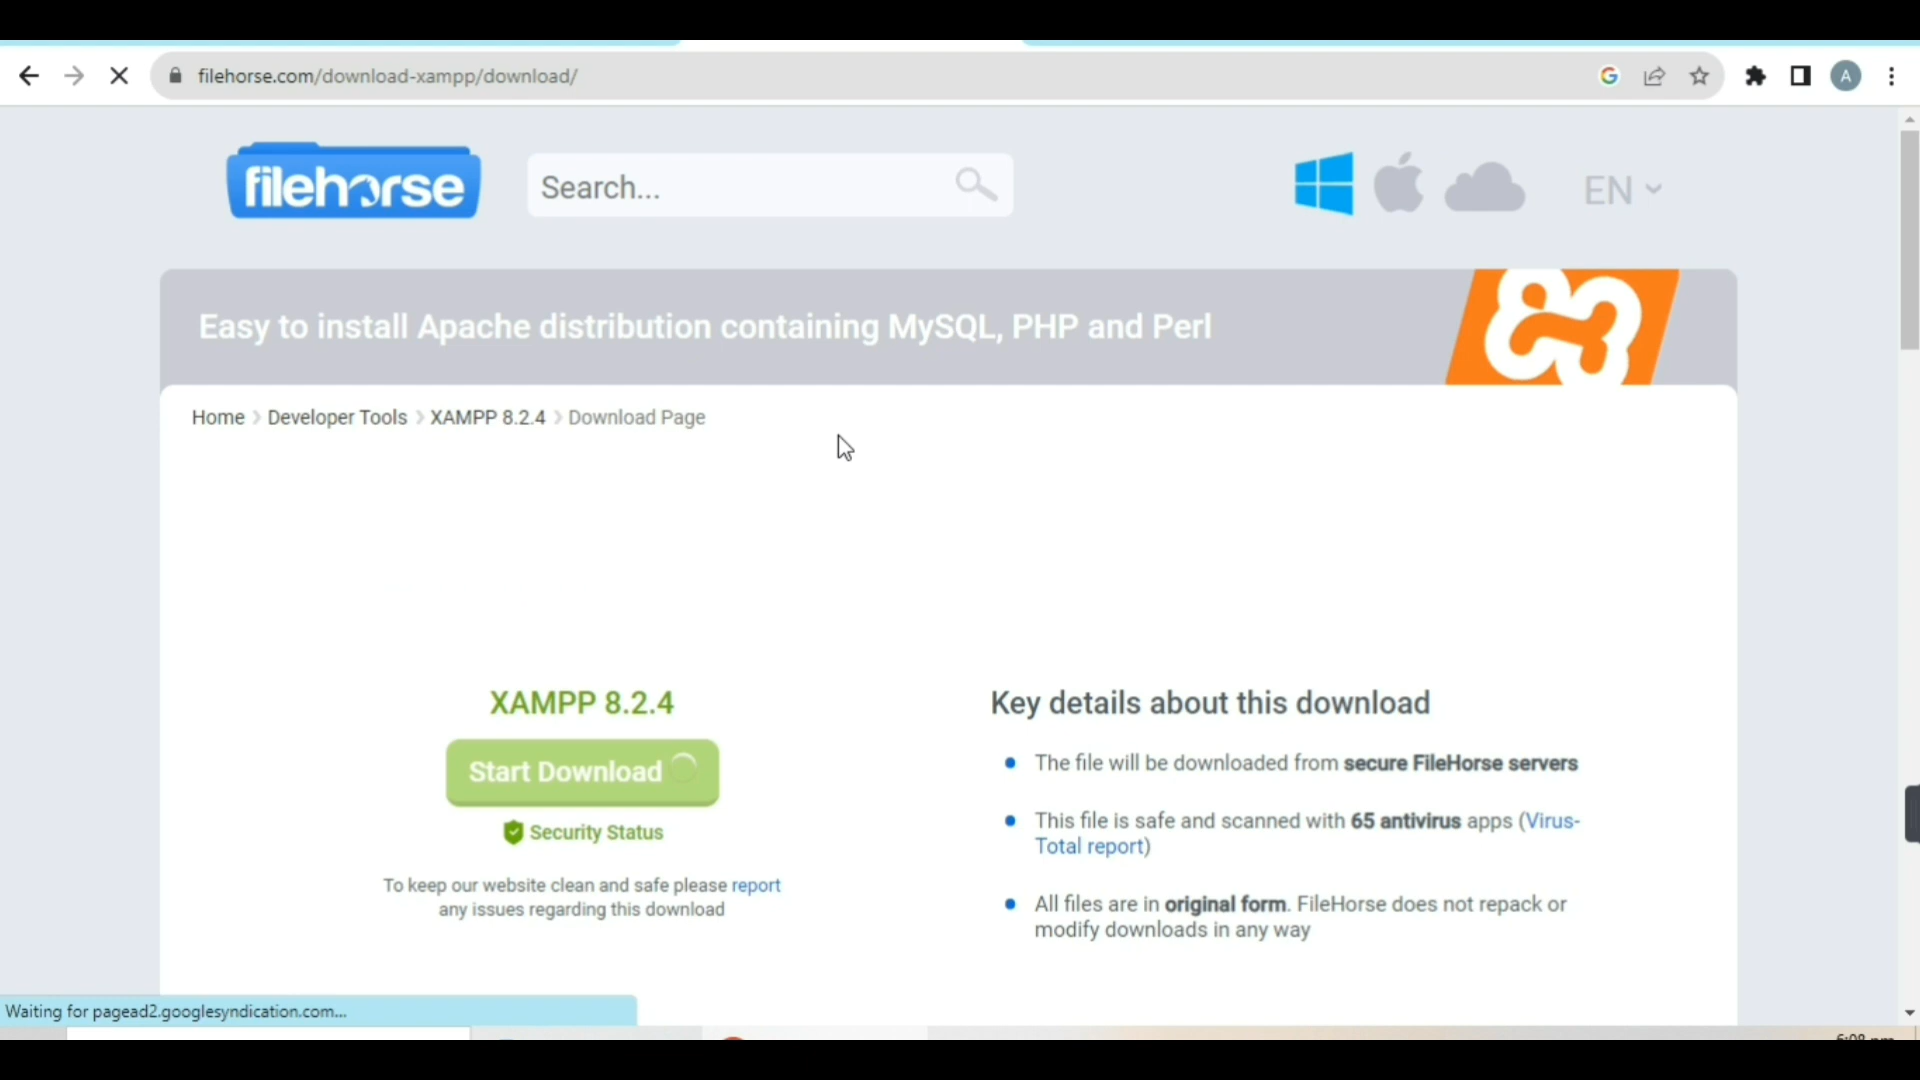 filehorse.com/download-xampp/download/
A
filehorse
Search...
EN
Easy to install Apache distribution containing MySQL, PHP and Perl
Home > Developer Tools > XAMPP 8.2.4 > Download Page
XAMPP 8.2.4
Start Download
Security Status
To keep our website clean and safe please report
any issues regarding this download
Key details about this download
The file will be downloaded from secure FileHorse servers
This file is safe and scanned with 65 antivirus apps (Virus-
Total report)
All files are in original form. FileHorse does not repack or
modify downloads in any way
Waiting for pagead2.googlesyndication.com...